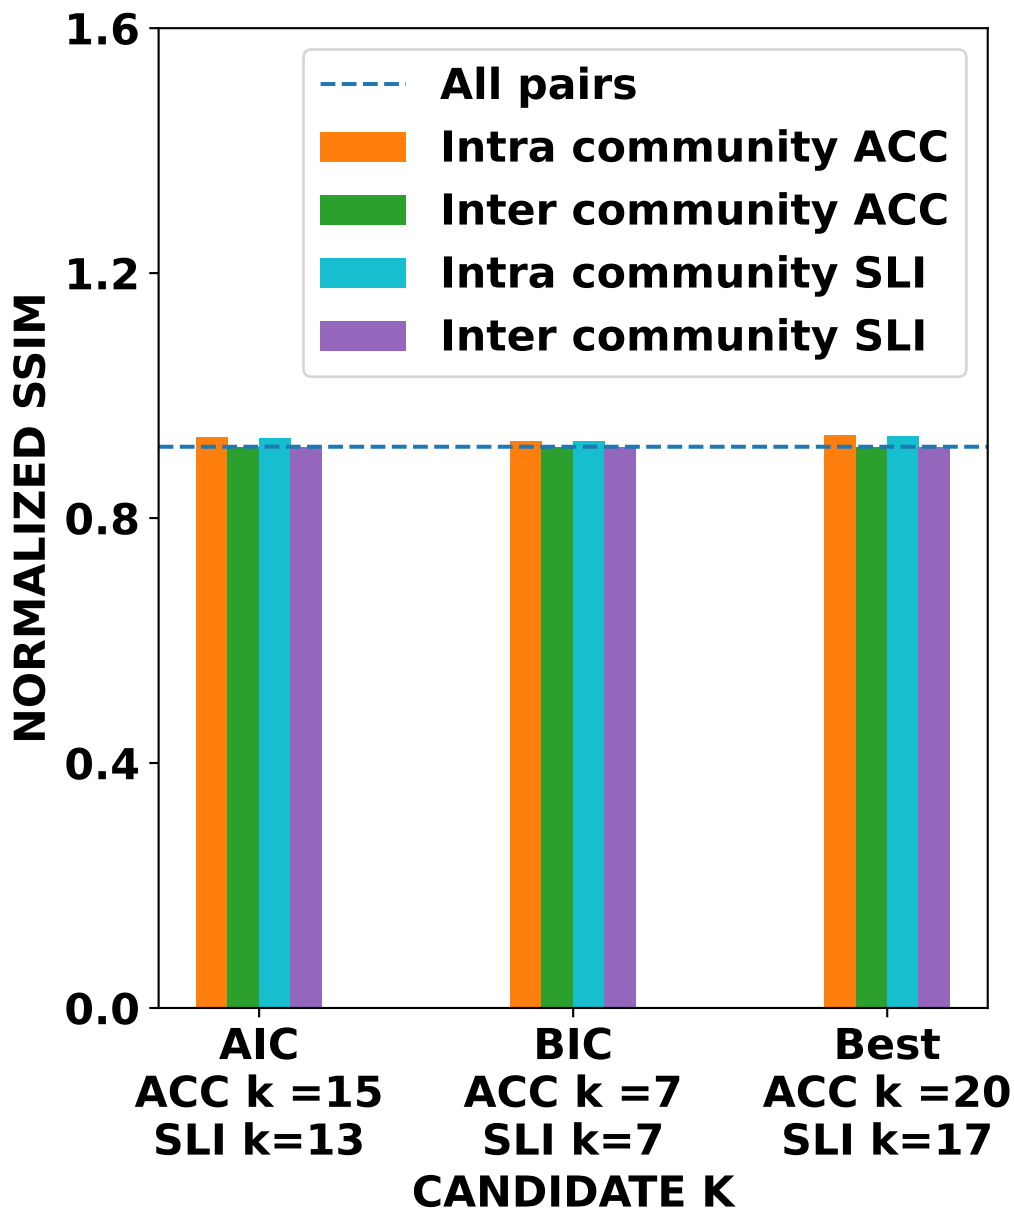 1.6
1.2
0.8
0.4
0.0
NORMALIZED SSIM
All pairs
Intra community ACC
Inter community ACC
Intra community SLI
Inter community SLI
AIC
ACC k =15
SLI k=13
BIC
ACC k =7
SLI k=7
Best
ACC k =20
SLI k=17
CANDIDATE K